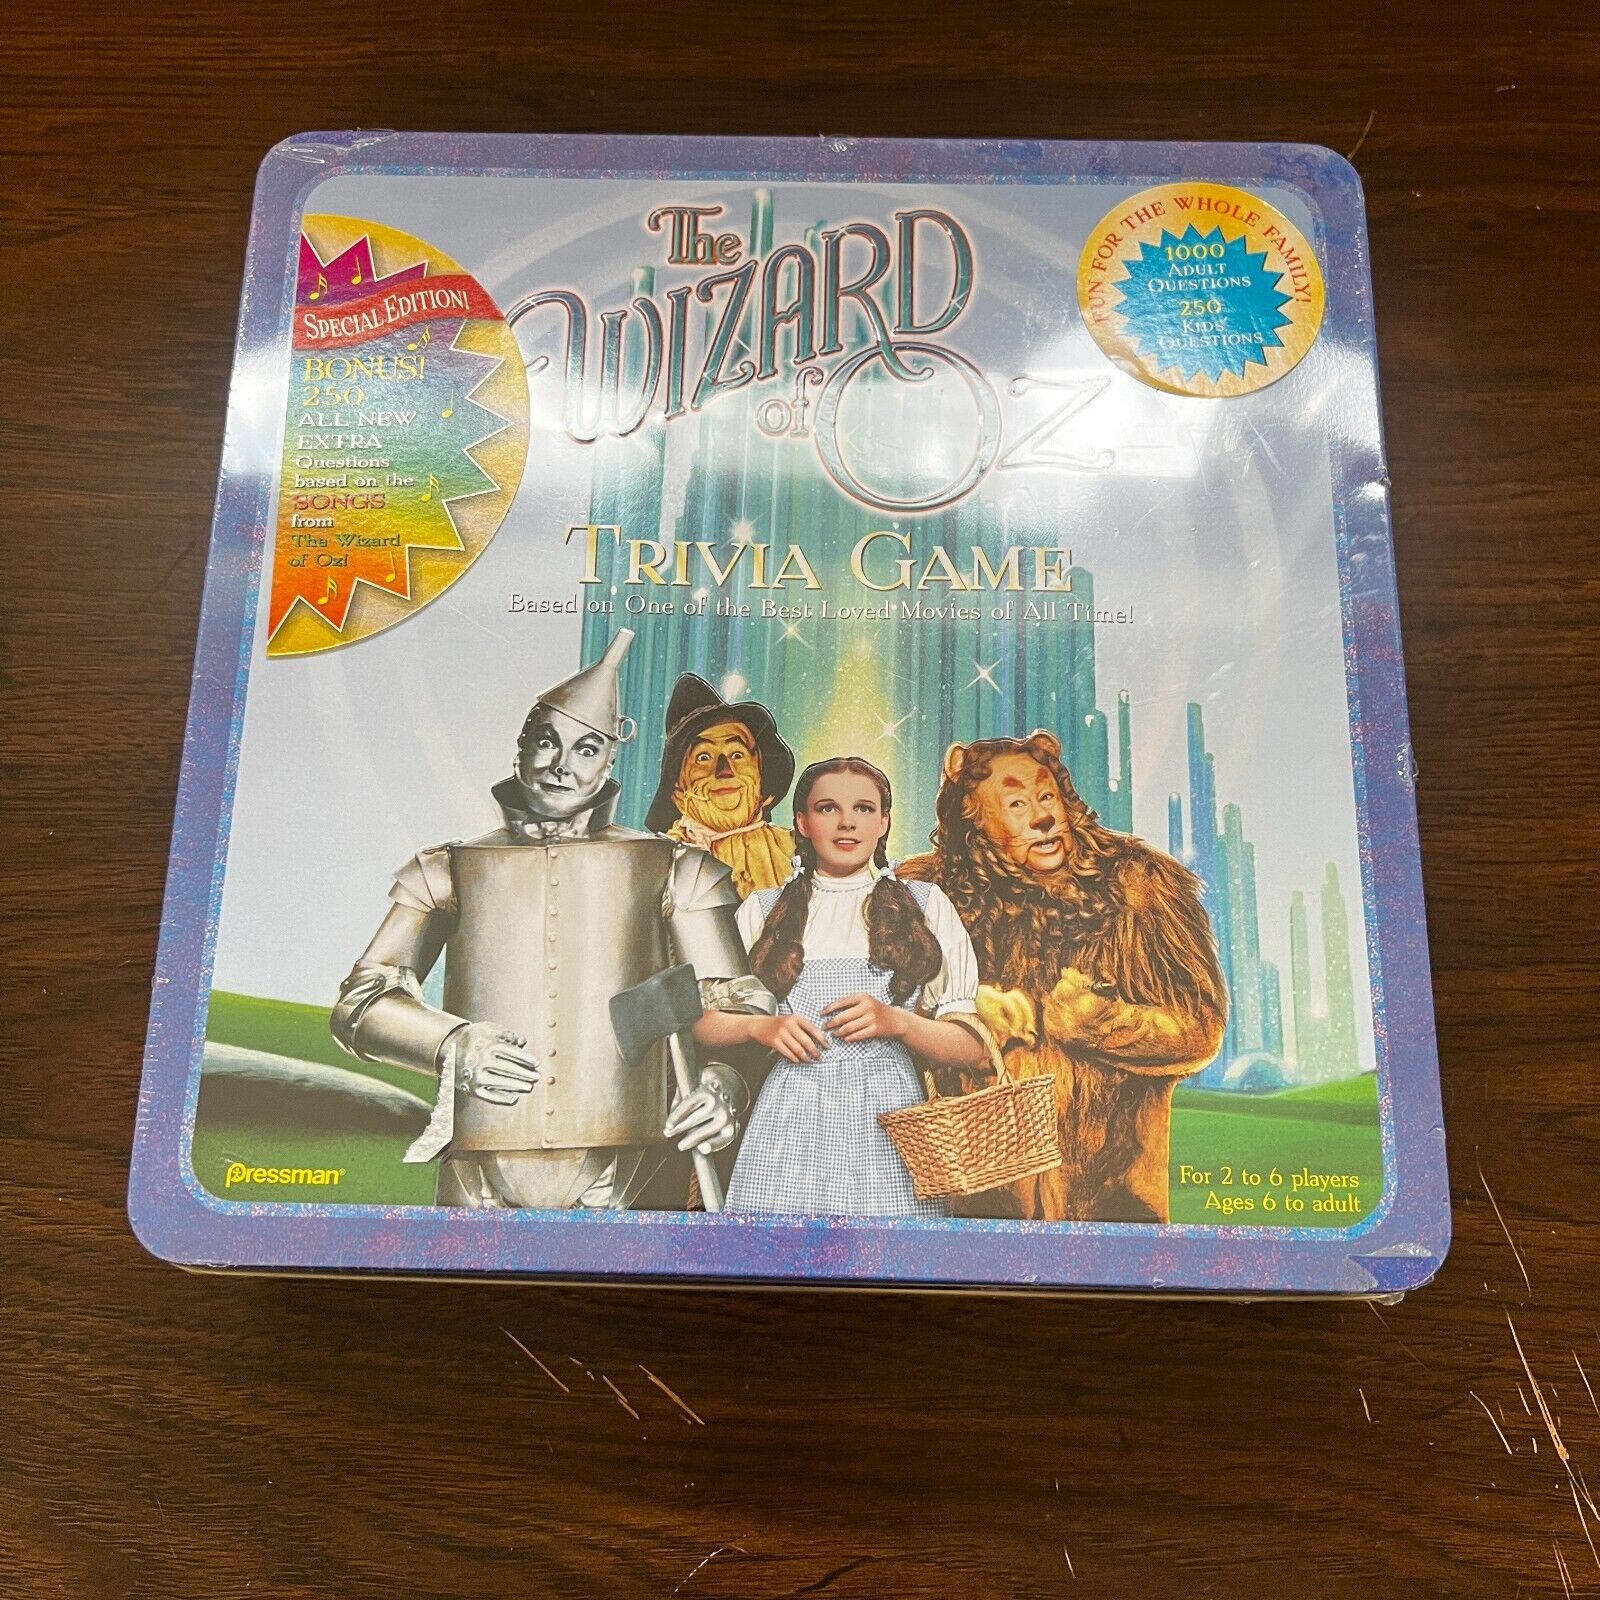 The
WIZARD
of OZ
TRIVIA GAME
Based on One of the Best Loved Movies of All Time!
SPECIAL EDITION!
BONUS!
250
ALL NEW
EXTRA
Questions
based on the
SONGS
from
The Wizard
of Oz!
FUN FOR THE WHOLE FAMILY!
1000
ADULT
QUESTIONS
250
KIDS'
QUESTIONS
Pressman®
For 2 to 6 players
Ages 6 to adult